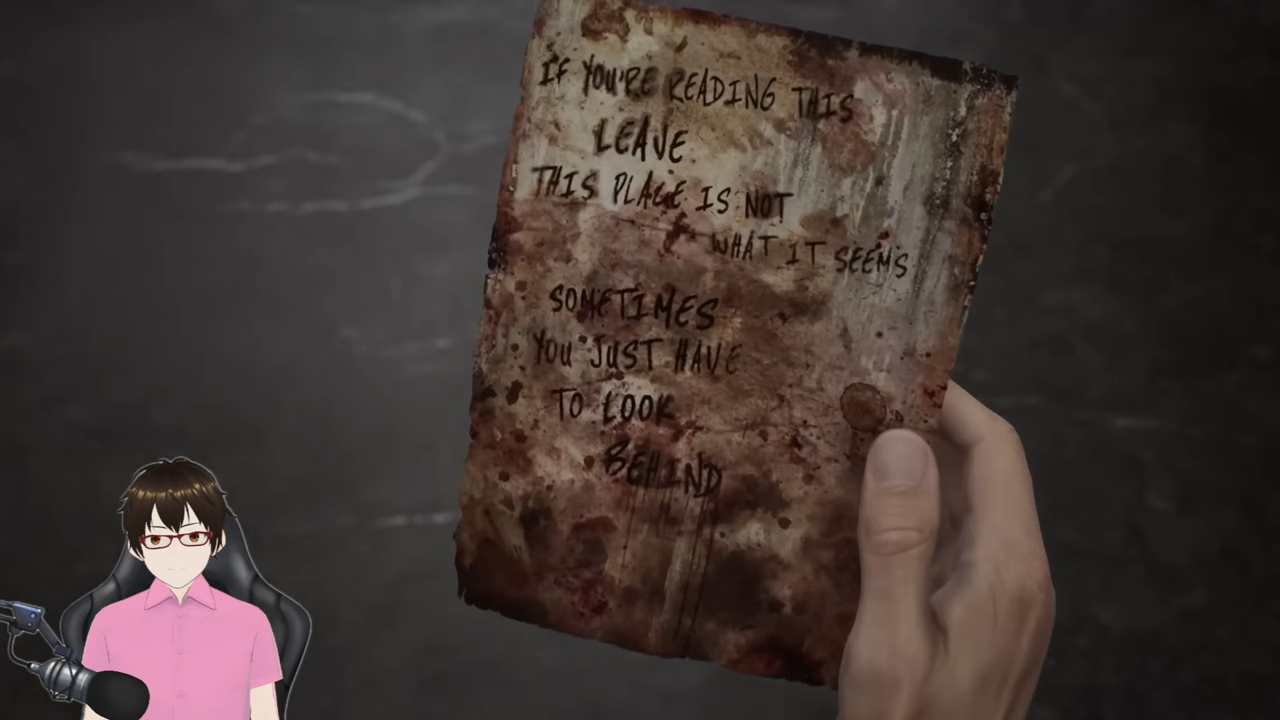 IF YOU'RE READING THIS
LEAVE
THIS PLACE IS NOT
WHAT IT SEEMS
SOMETIMES
YOU JUST HAVE
TO LOOK
BEHIND